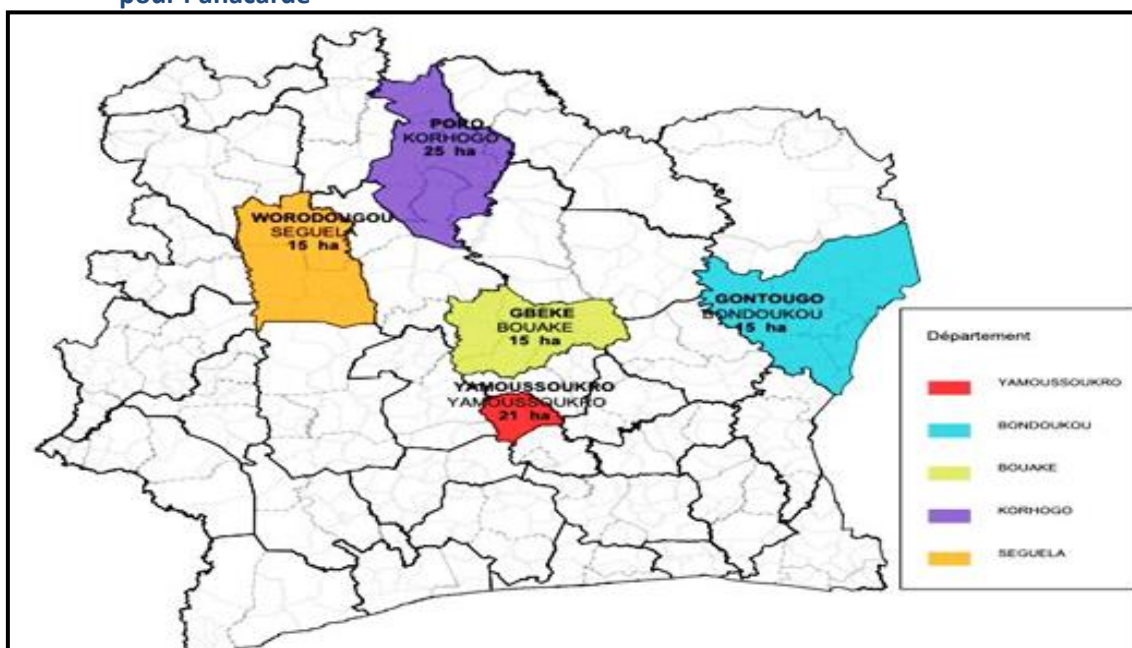 pour l'anacarde
PORO
KORHOGO
25 ha
WORODOUGOU
SEGUELA
15 ha
GONTOUGO
BONDOUKOU
15 ha
GBEKE
BOUAKE
15 ha
YAMOUSSOUKRO
YAMOUSSOUKRO
21 ha
Département
YAMOUSSOUKRO
BONDOUKOU
BOUAKE
KORHOGO
SEGUELA